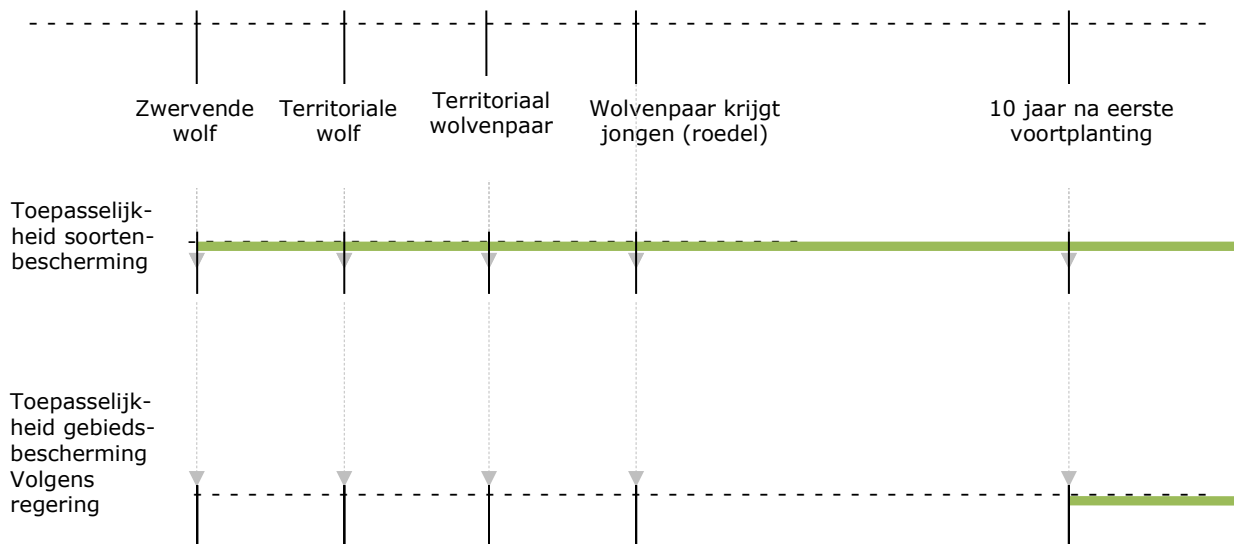 Zwervende
wolf
Territoriale
wolf
Territoriaal
wolvenpaar
Wolvenpaar krijgt
jongen (roedel)
10 jaar na eerste
voortplanting
Toepasselijk-
heid soorten-
bescherming
Toepasselijk-
heid gebieds-
bescherming
Volgens
regering